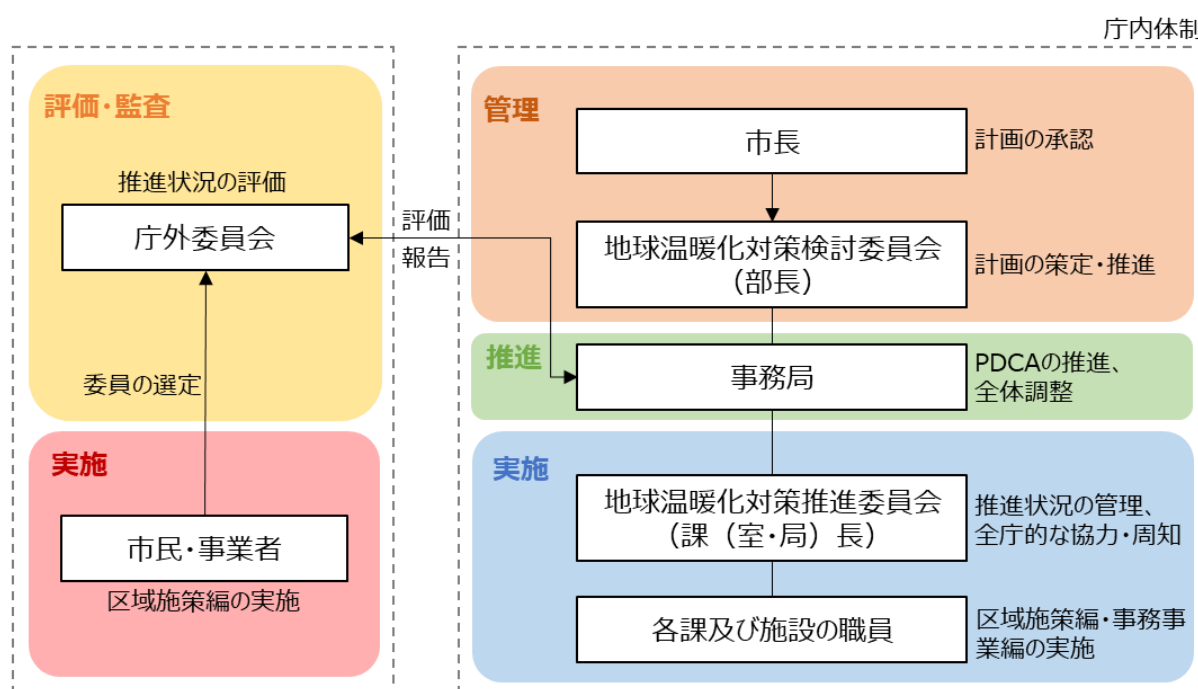 庁内体制
評価・監査
推進状況の評価
庁外委員会
委員の選定
実施
市民・事業者
区域施策編の実施
評価
報告
管理
市長
計画の承認
地球温暖化対策検討委員会
（部長）
計画の策定・推進
推進
事務局
PDCAの推進、
全体調整
実施
地球温暖化対策推進委員会
（課（室・局）長）
推進状況の管理、
全庁的な協力・周知
各課及び施設の職員
区域施策編・事務事
業編の実施